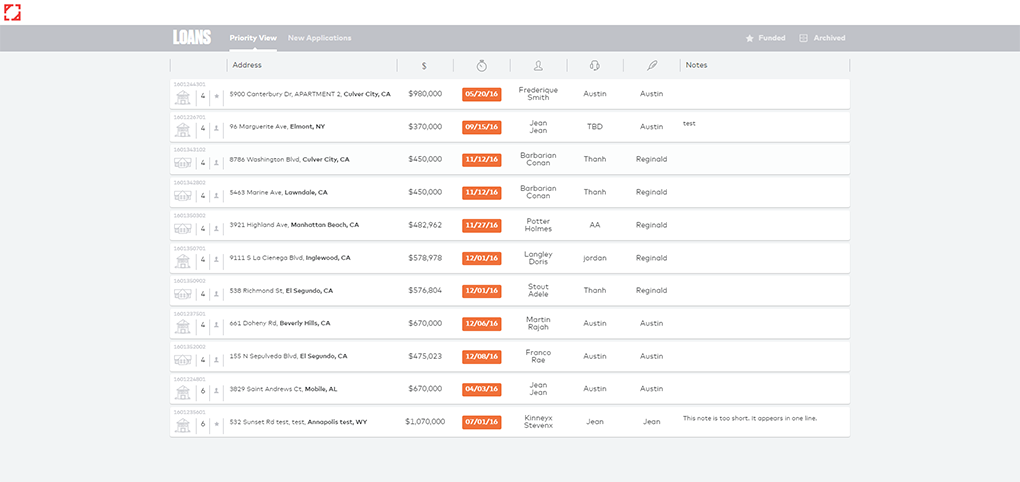 LOANS Priority View New Applications Funded Archived
Address $ Notes
1601264301
4 5900 Canterbury Dr, APARTMENT 2, Culver City, CA $980,000 05/20/16 Frederique Smith Austin Austin
1601226701
4 96 Marguerite Ave, Elmont, NY $370,000 09/15/16 Jean Jean TBD Austin test
1601343102
4 8786 Washington Blvd, Culver City, CA $450,000 11/12/16 Barbarian Conan Thanh Reginald
1601342802
4 5463 Marine Ave, Lawndale, CA $450,000 11/12/16 Barbarian Conan Thanh Reginald
1601350302
4 3921 Highland Ave, Manhattan Beach, CA $482,962 11/27/16 Potter Holmes AA Reginald
1601350701
4 9111 S La Cienega Blvd, Inglewood, CA $578,978 12/01/16 Langley Doris jordan Reginald
1601350902
4 538 Richmond St, El Segundo, CA $576,804 12/01/16 Stout Adele Thanh Reginald
1601237501
4 661 Doheny Rd, Beverly Hills, CA $670,000 12/06/16 Martin Rajah Austin Austin
1601352002
4 155 N Sepulveda Blvd, El Segundo, CA $475,023 12/08/16 Franco Rae Austin Austin
1601224801
6 3829 Saint Andrews Ct, Mobile, AL $670,000 04/03/16 Jean Jean Austin Austin
1601235601
6 532 Sunset Rd test, test, Annapolis test, WY $1,070,000 07/01/16 Kinneyx Stevenx Jean Jean This note is too short. It appears in one line.